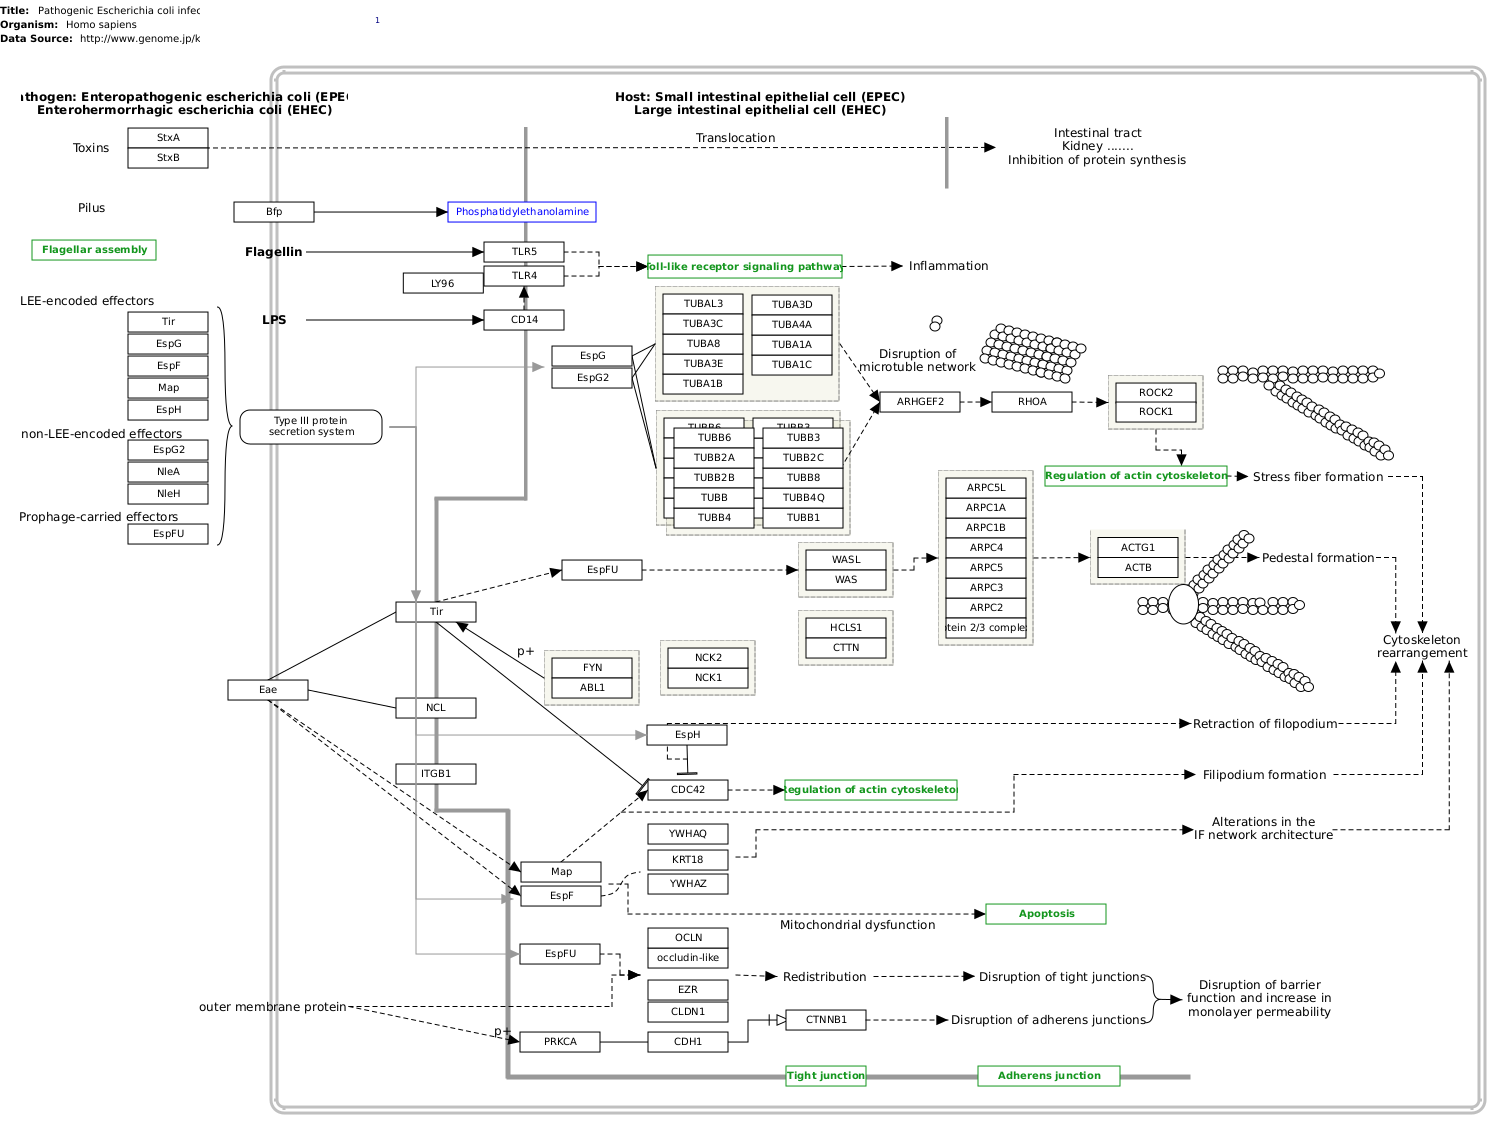 Title: Pathogenic Escherichia coli infec
Organism: Homo sapiens
Data Source: http://www.genome.jp/k
1
thogen: Enteropathogenic escherichia coli (EPE
Enterohermorrhagic escherichia coli (EHEC)
Host: Small intestinal epithelial cell (EPEC)
Large intestinal epithelial cell (EHEC)
Toxins
StxA
StxB
Translocation
Intestinal tract
Kidney .......
Inhibition of protein synthesis
Pilus
Bfp
Phosphatidylethanolamine
Flagellar assembly
Flagellin
TLR5
TLR4
LY96
oll-like receptor signaling pathway
Inflammation
LPS
CD14
LEE-encoded effectors
Tir
EspG
EspF
Map
EspH
non-LEE-encoded effectors
EspG2
NleA
NleH
Prophage-carried effectors
EspFU
Type III protein
secretion system
EspG
EspG2
TUBAL3
TUBA3C
TUBA8
TUBA3E
TUBA1B
TUBA3D
TUBA4A
TUBA1A
TUBA1C
TUBB6
TUBB3
TUBB6
TUBB2A
TUBB2B
TUBB
TUBB4
TUBB3
TUBB2C
TUBB8
TUBB4Q
TUBB1
Disruption of
microtuble network
ARHGEF2
RHOA
ROCK2
ROCK1
Regulation of actin cytoskeleton
Stress fiber formation
EspFU
WASL
WAS
HCLS1
CTTN
ARPC5L
ARPC1A
ARPC1B
ARPC4
ARPC5
ARPC3
ARPC2
tein 2/3 comple
ACTG1
ACTB
Pedestal formation
Cytoskeleton
rearrangement
Tir
p+
FYN
ABL1
NCK2
NCK1
Eae
NCL
ITGB1
EspH
Retraction of filopodium
CDC42
egulation of actin cytoskeleto
Filipodium formation
YWHAQ
KRT18
YWHAZ
Alterations in the
IF network architecture
Map
EspF
Mitochondrial dysfunction
Apoptosis
EspFU
OCLN
occludin-like
EZR
CLDN1
Redistribution
Disruption of tight junctions
Disruption of barrier
function and increase in
monolayer permeability
outer membrane protein
p+
PRKCA
CDH1
CTNNB1
Disruption of adherens junctions
Tight junction
Adherens junction